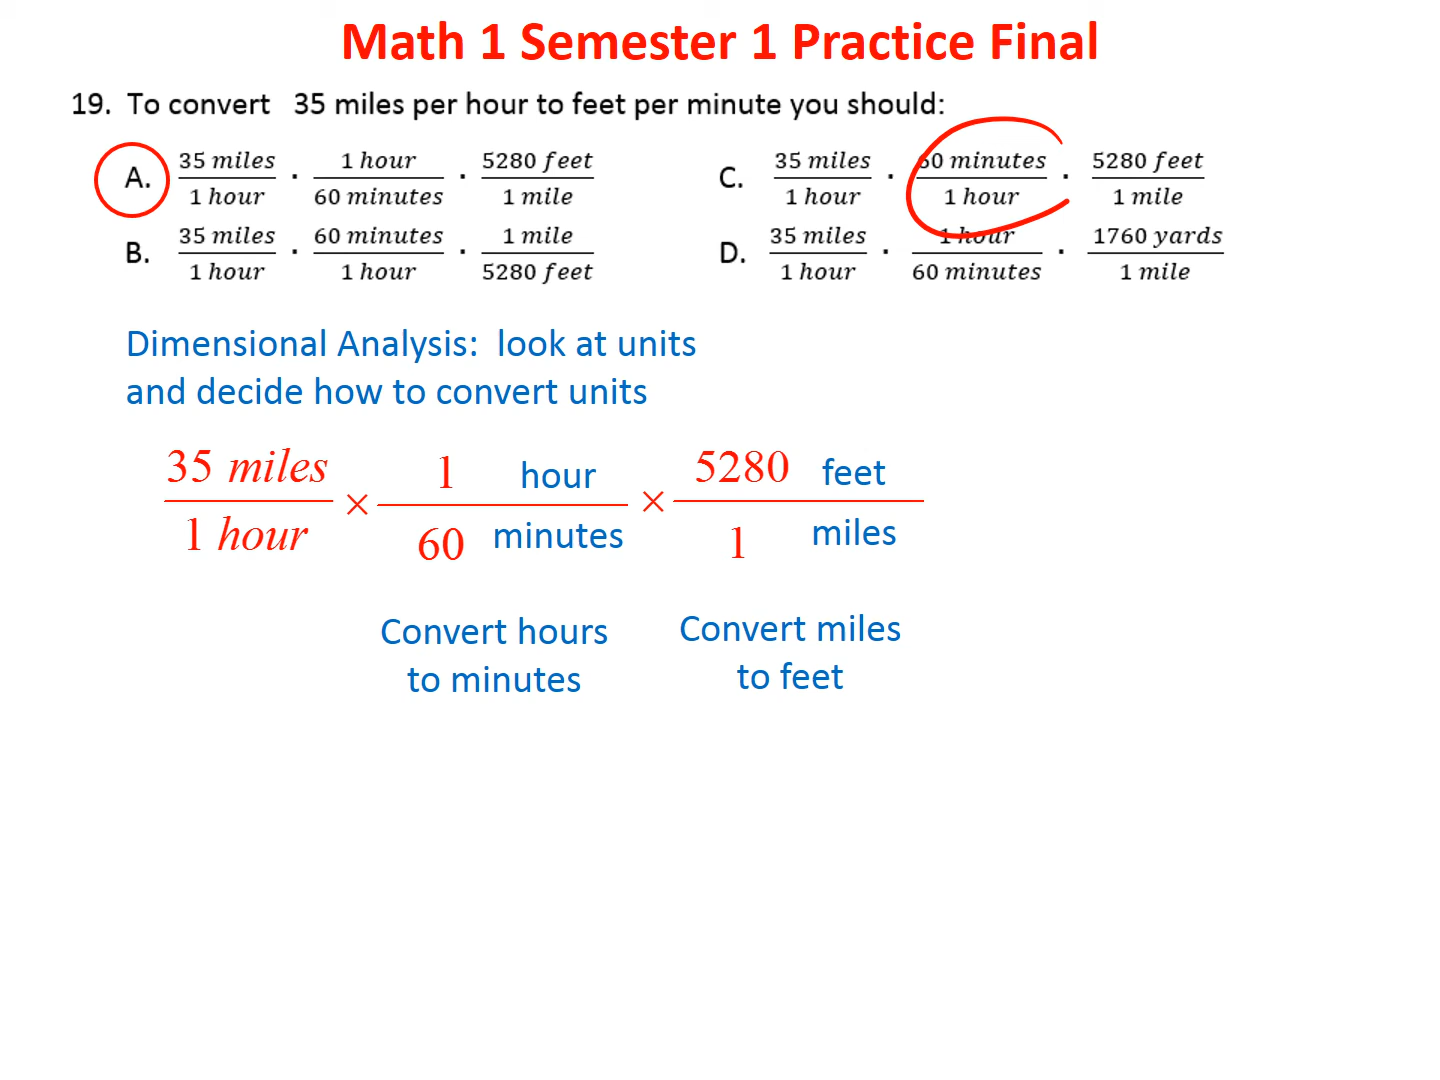 Math 1 Semester 1 Practice Final
19. To convert 35 miles per hour to feet per minute you should:
A. 35 miles / 1 hour · 1 hour / 60 minutes · 5280 feet / 1 mile
C. 35 miles / 1 hour · 60 minutes / 1 hour · 5280 feet / 1 mile
B. 35 miles / 1 hour · 60 minutes / 1 hour · 1 mile / 5280 feet
D. 35 miles / 1 hour · 1 hour / 60 minutes · 1760 yards / 1 mile
Dimensional Analysis: look at units
and decide how to convert units
35 miles / 1 hour × 1 hour / 60 minutes × 5280 feet / 1 miles
Convert hours
to minutes
Convert miles
to feet